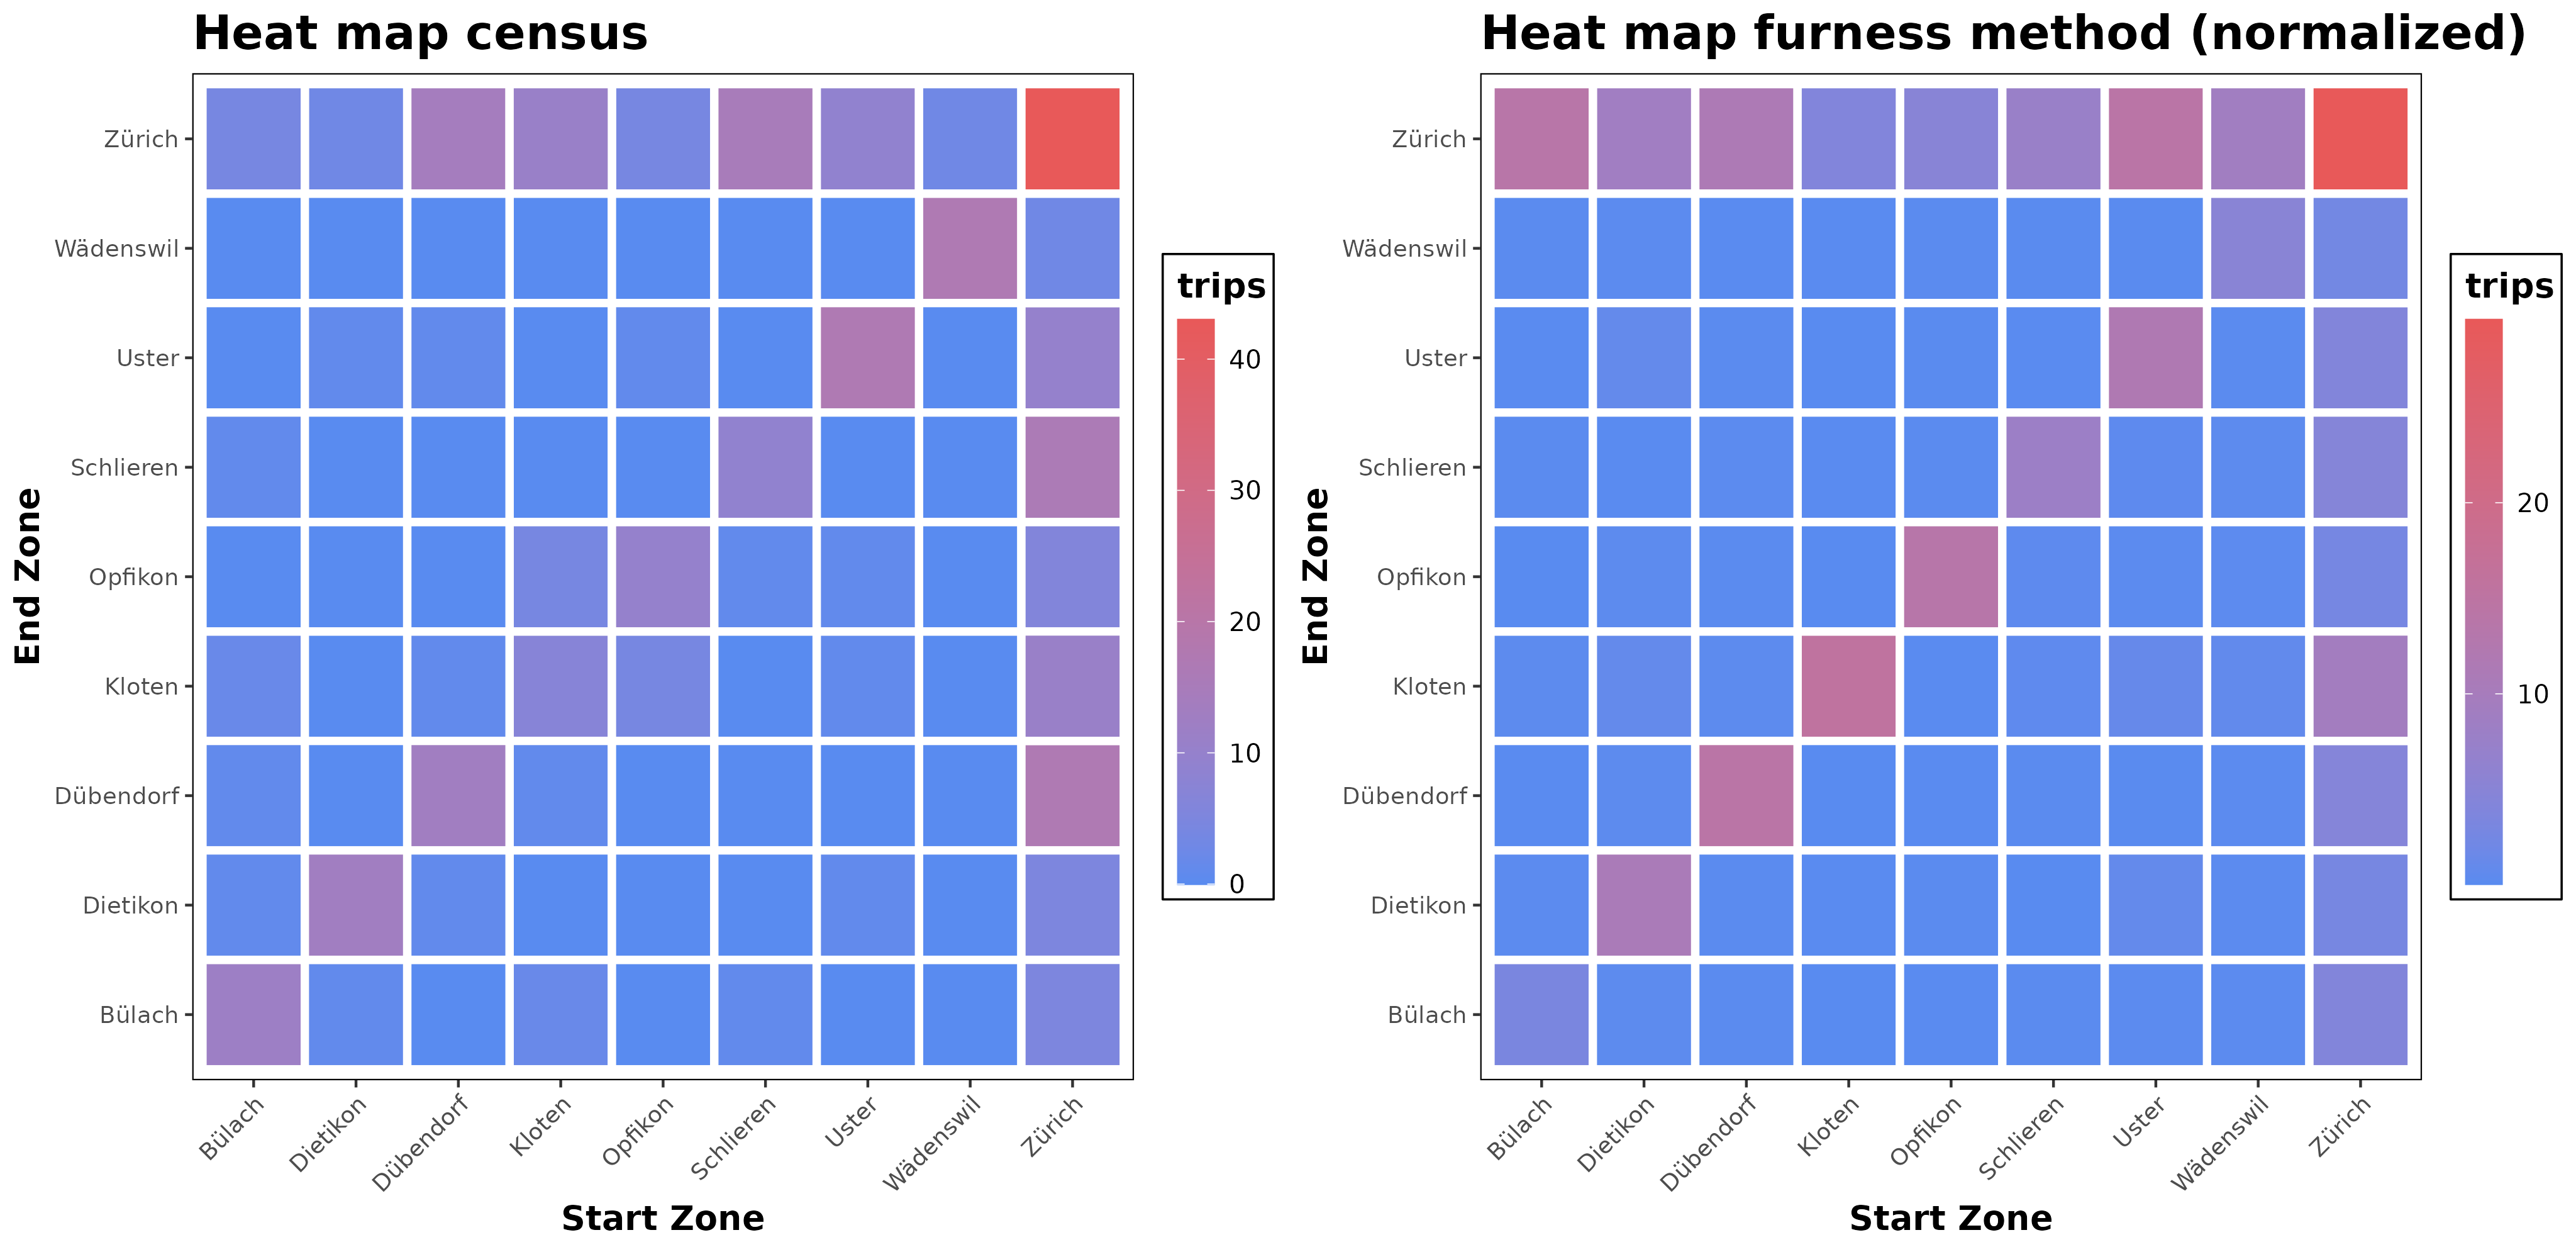 Heat map census
End Zone
Zürich
Wädenswil
Uster
Schlieren
Opfikon
Kloten
Dübendorf
Dietikon
Bülach
Bülach
Dietikon
Dübendorf
Kloten
Opfikon
Schlieren
Uster
Wädenswil
Zürich
Start Zone
trips
40
30
20
10
0
Heat map furness method (normalized)
End Zone
Zürich
Wädenswil
Uster
Schlieren
Opfikon
Kloten
Dübendorf
Dietikon
Bülach
Bülach
Dietikon
Dübendorf
Kloten
Opfikon
Schlieren
Uster
Wädenswil
Zürich
Start Zone
trips
20
10